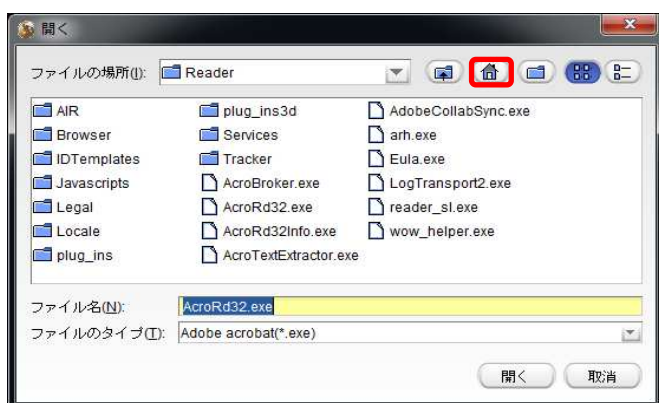 開く
ファイルの場所(I): Reader
AIR plug_ins3d AdobeCollabSync.exe
Browser Services arh.exe
IDTemplates Tracker Eula.exe
Javascripts AcroBroker.exe LogTransport2.exe
Legal AcroRd32.exe reader_sl.exe
Locale AcroRd32Info.exe wow_helper.exe
plug_ins AcroTextExtractor.exe
ファイル名(N): AcroRd32.exe
ファイルのタイプ(T): Adobe acrobat(*.exe)
開く 取消